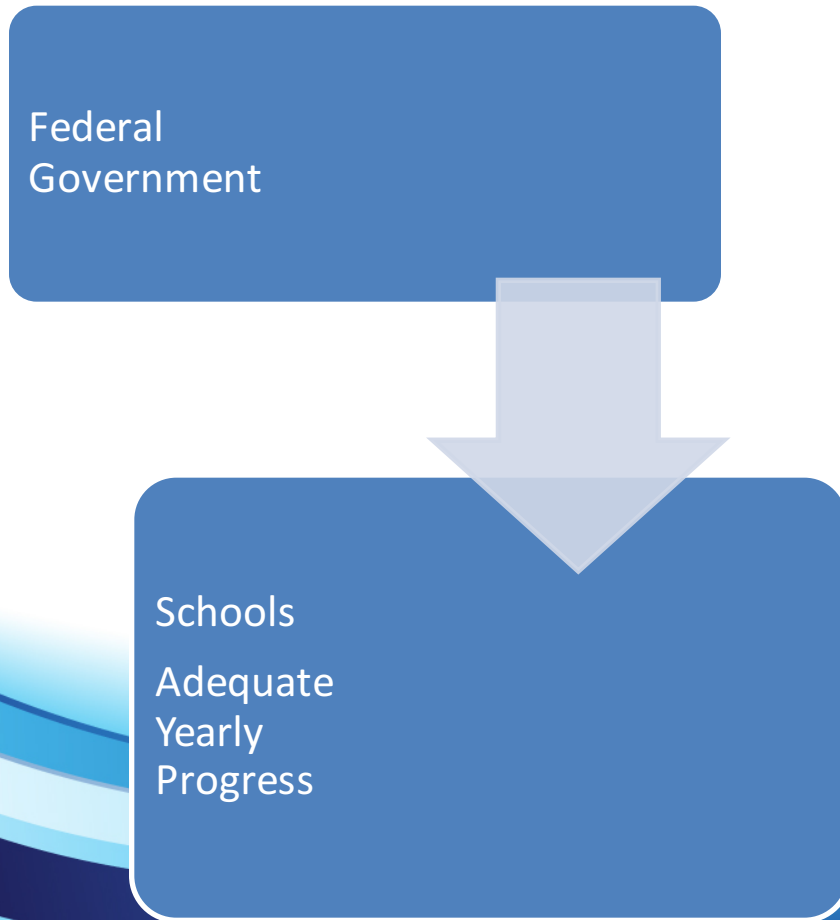 Federal
Government
Schools
Adequate
Yearly
Progress